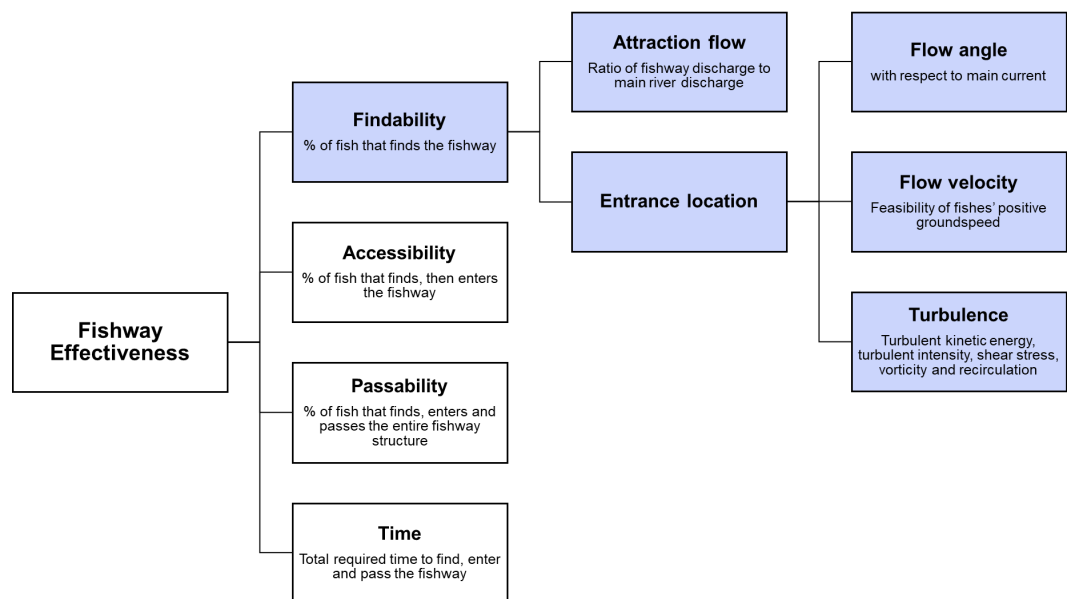 Fishway
Effectiveness
Findability
% of fish that finds the fishway
Accessibility
% of fish that finds, then enters
the fishway
Passability
% of fish that finds, enters and
passes the entire fishway
structure
Time
Total required time to find, enter
and pass the fishway
Attraction flow
Ratio of fishway discharge to
main river discharge
Entrance location
Flow angle
with respect to main current
Flow velocity
Feasibility of fishes’ positive
groundspeed
Turbulence
Turbulent kinetic energy,
turbulent intensity, shear stress,
vorticity and recirculation